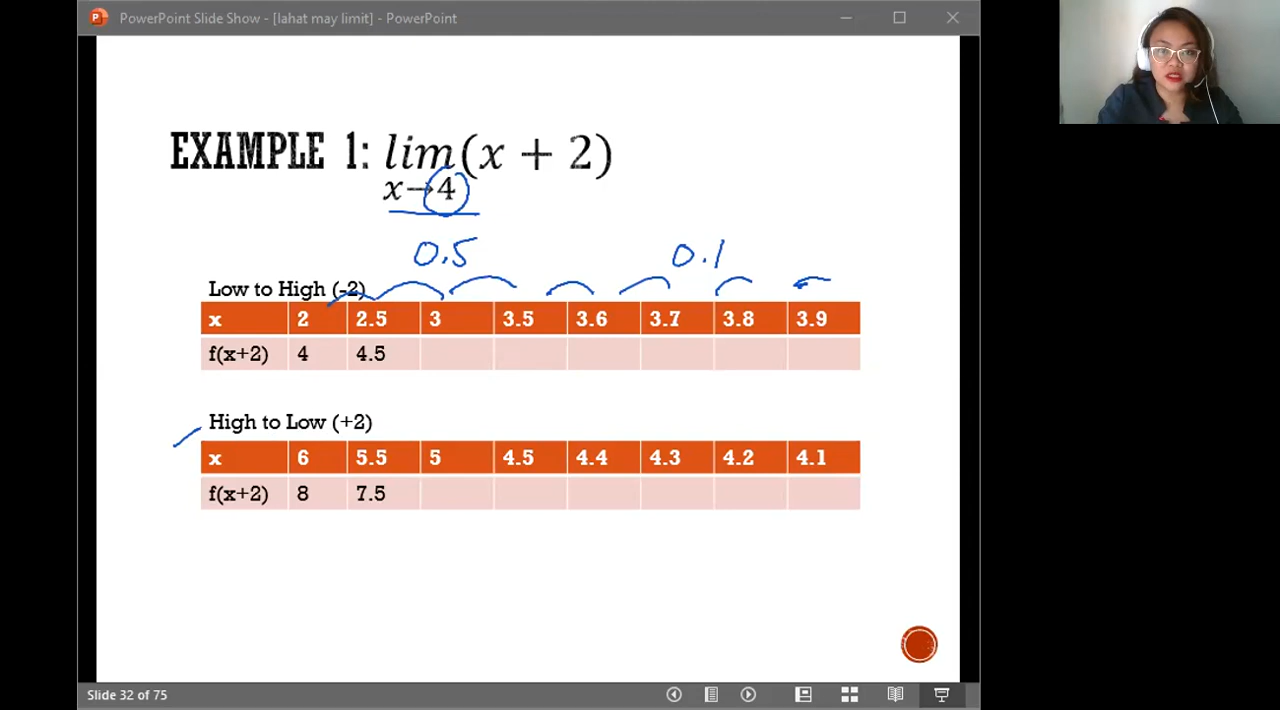 PowerPoint Slide Show - [lahat may limit] - PowerPoint
EXAMPLE 1: lim(x + 2)
x→4
0.5 0.1
Low to High (-2)
x 2 2.5 3 3.5 3.6 3.7 3.8 3.9
f(x+2) 4 4.5
High to Low (+2)
x 6 5.5 5 4.5 4.4 4.3 4.2 4.1
f(x+2) 8 7.5
Slide 32 of 75